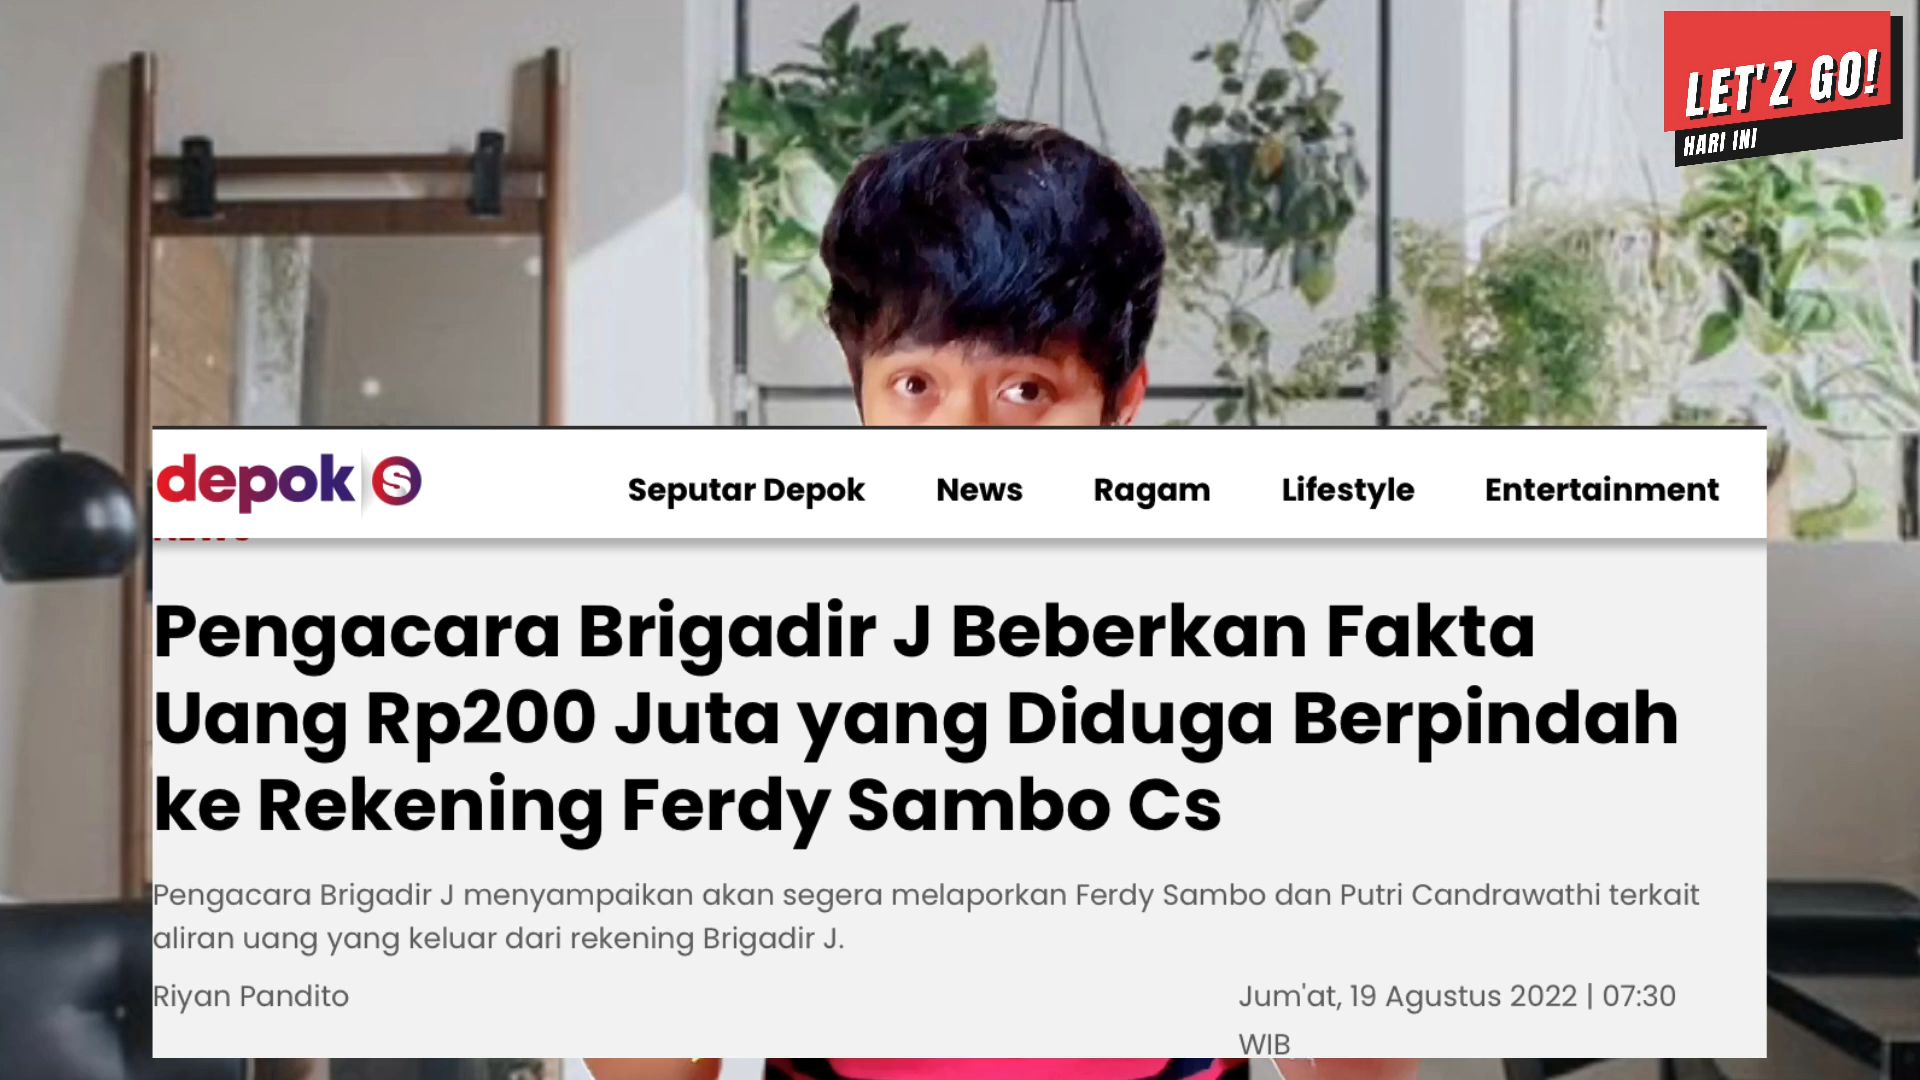 LET'Z GO!
HARI INI
depok S
Seputar Depok News Ragam Lifestyle Entertainment
Pengacara Brigadir J Beberkan Fakta
Uang Rp200 Juta yang Diduga Berpindah
ke Rekening Ferdy Sambo Cs
Pengacara Brigadir J menyampaikan akan segera melaporkan Ferdy Sambo dan Putri Candrawathi terkait
aliran uang yang keluar dari rekening Brigadir J.
Riyan Pandito
Jum'at, 19 Agustus 2022 | 07:30
WIB